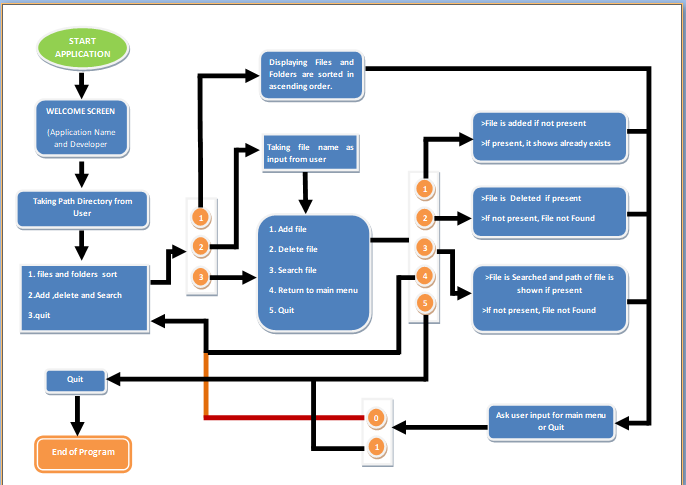 START
APPLICATION
WELCOME SCREEN
(Application Name
and Developer
Taking Path Directory from
User
1. files and folders sort
2.Add ,delete and Search
3.quit
Quit
End of Program
1
2
3
Displaying Files and
Folders are sorted in
ascending order.
Taking file name as
input from user
1. Add file
2. Delete file
3. Search file
4. Return to main menu
5. Quit
1
2
3
4
5
>File is added if not present
>If present, it shows already exists
>File is Deleted if present
>If not present, File not Found
>File is Searched and path of file is
shown if present
>If not present, File not Found
Ask user input for main menu
or Quit
0
1